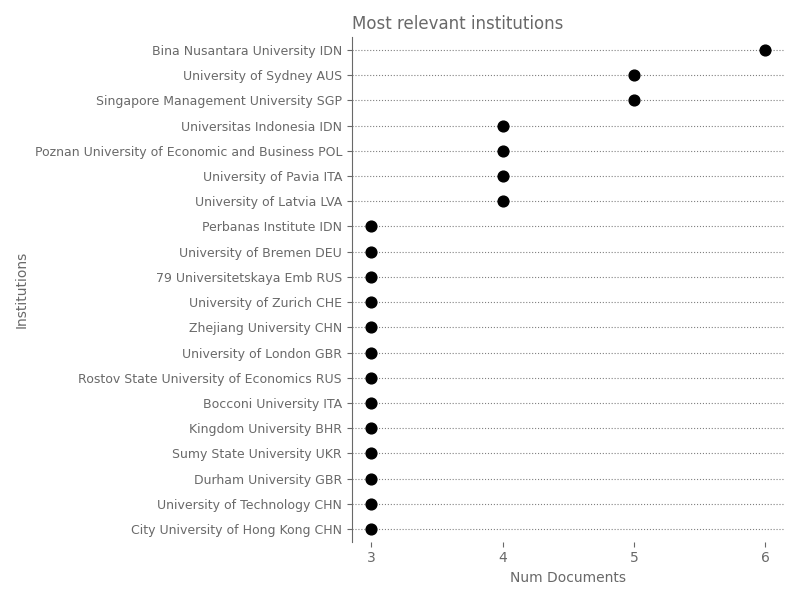 Most relevant institutions
Bina Nusantara University IDN
University of Sydney AUS
Singapore Management University SGP
Universitas Indonesia IDN
Poznan University of Economic and Business POL
University of Pavia ITA
University of Latvia LVA
Perbanas Institute IDN
University of Bremen DEU
79 Universitetskaya Emb RUS
University of Zurich CHE
Zhejiang University CHN
University of London GBR
Rostov State University of Economics RUS
Bocconi University ITA
Kingdom University BHR
Sumy State University UKR
Durham University GBR
University of Technology CHN
City University of Hong Kong CHN
Institutions
3 4 5 6
Num Documents